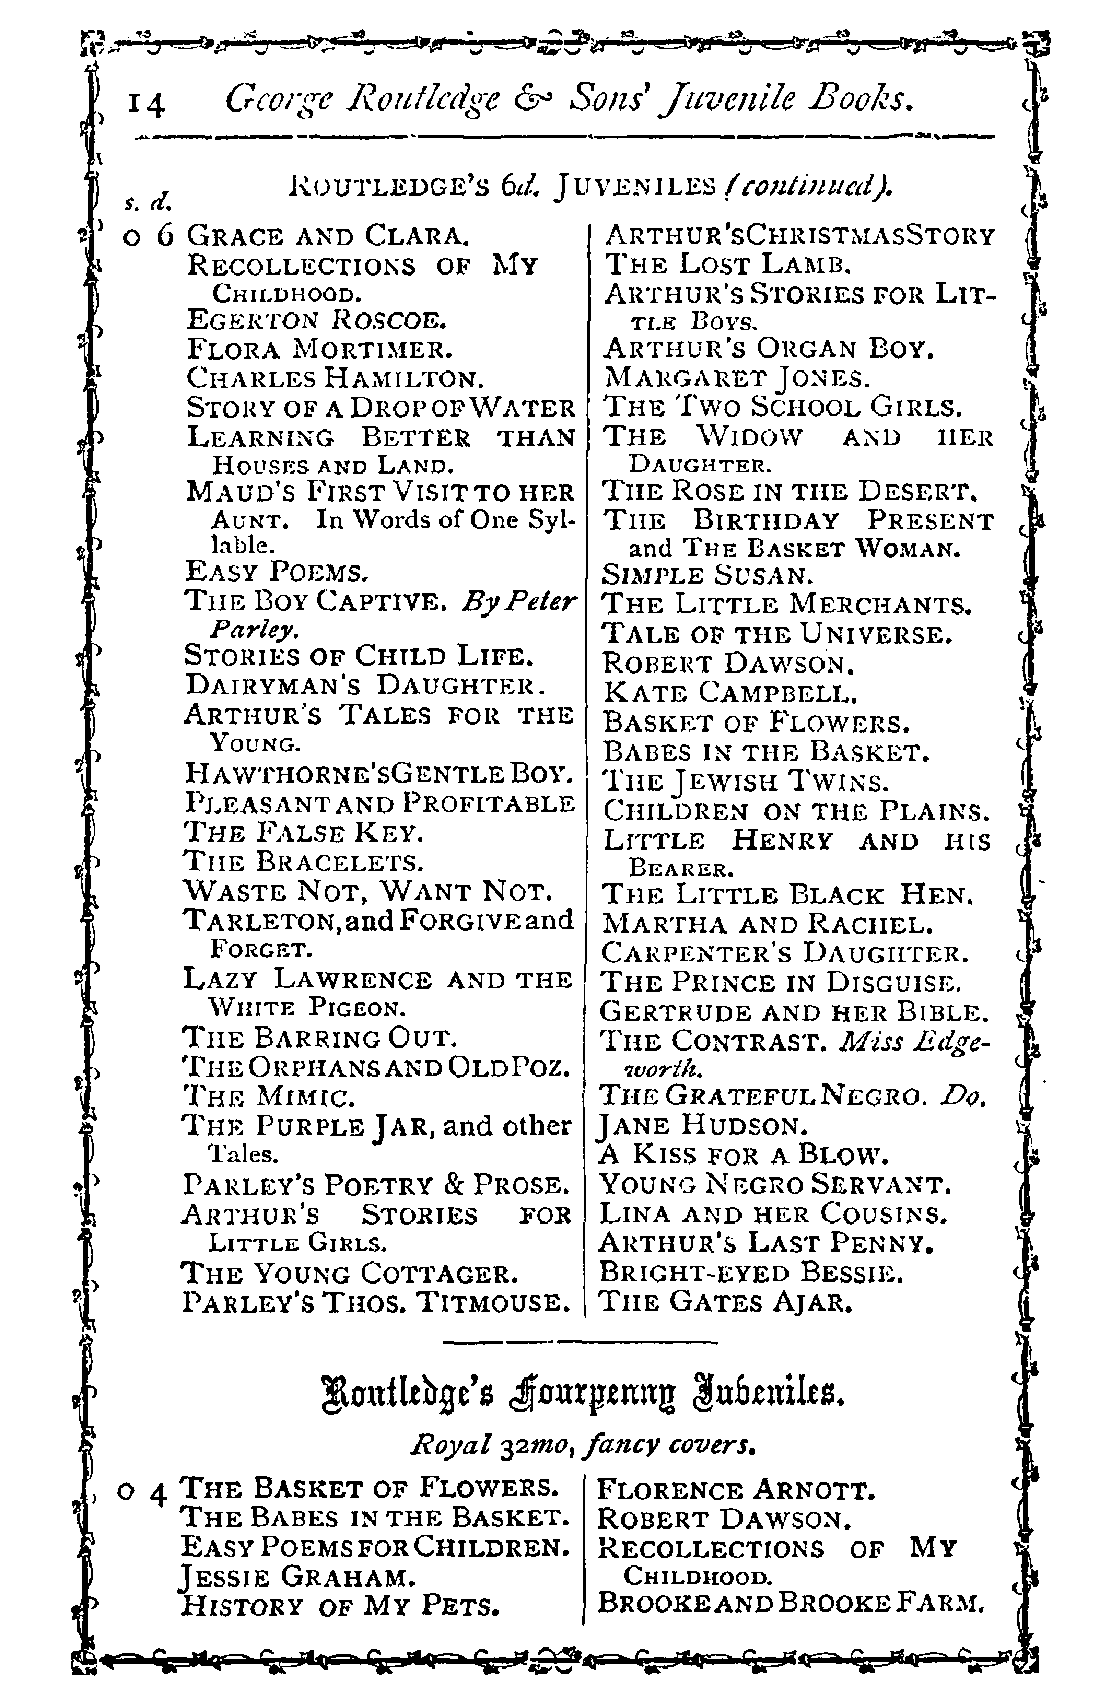 14 George Routledge & Sons' Juvenile Books.
ROUTLEDGE'S 6d. JUVENILES (continued).
s. d.
0 6 GRACE AND CLARA.
RECOLLECTIONS OF MY
CHILDHOOD.
EGERTON ROSCOE.
FLORA MORTIMER.
CHARLES HAMILTON.
STORY OF A DROP OF WATER
LEARNING BETTER THAN
HOUSES AND LAND.
MAUD'S FIRST VISIT TO HER
AUNT. In Words of One Syl-
lable.
EASY POEMS.
THE BOY CAPTIVE. By Peter
Parley.
STORIES OF CHILD LIFE.
DAIRYMAN'S DAUGHTER.
ARTHUR'S TALES FOR THE
YOUNG.
HAWTHORNE'S GENTLE BOY.
PLEASANT AND PROFITABLE
THE FALSE KEY.
THE BRACELETS.
WASTE NOT, WANT NOT.
TARLETON, and FORGIVE and
FORGET.
LAZY LAWRENCE AND THE
WHITE PIGEON.
THE BARRING OUT.
THE ORPHANS AND OLD POZ.
THE MIMIC.
THE PURPLE JAR, and other
Tales.
PARLEY'S POETRY & PROSE.
ARTHUR'S STORIES FOR
LITTLE GIRLS.
THE YOUNG COTTAGER.
PARLEY'S THOS. TITMOUSE.
ARTHUR'S CHRISTMAS STORY
THE LOST LAMB.
ARTHUR'S STORIES FOR LIT-
TLE BOYS.
ARTHUR'S ORGAN BOY.
MARGARET JONES.
THE TWO SCHOOL GIRLS.
THE WIDOW AND HER
DAUGHTER.
THE ROSE IN THE DESERT.
THE BIRTHDAY PRESENT
and THE BASKET WOMAN.
SIMPLE SUSAN.
THE LITTLE MERCHANTS.
TALE OF THE UNIVERSE.
ROBERT DAWSON.
KATE CAMPBELL.
BASKET OF FLOWERS.
BABES IN THE BASKET.
THE JEWISH TWINS.
CHILDREN ON THE PLAINS.
LITTLE HENRY AND HIS
BEARER.
THE LITTLE BLACK HEN.
MARTHA AND RACHEL.
CARPENTER'S DAUGHTER.
THE PRINCE IN DISGUISE.
GERTRUDE AND HER BIBLE.
THE CONTRAST. Miss Edge-
worth.
THE GRATEFUL NEGRO. Do.
JANE HUDSON.
A KISS FOR A BLOW.
YOUNG NEGRO SERVANT.
LINA AND HER COUSINS.
ARTHUR'S LAST PENNY.
BRIGHT-EYED BESSIE.
THE GATES AJAR.
Routledge's Fourpenny Juveniles.
Royal 32mo, fancy covers.
0 4 THE BASKET OF FLOWERS.
THE BABES IN THE BASKET.
EASY POEMS FOR CHILDREN.
JESSIE GRAHAM.
HISTORY OF MY PETS.
FLORENCE ARNOTT.
ROBERT DAWSON.
RECOLLECTIONS OF MY
CHILDHOOD.
BROOKE AND BROOKE FARM.